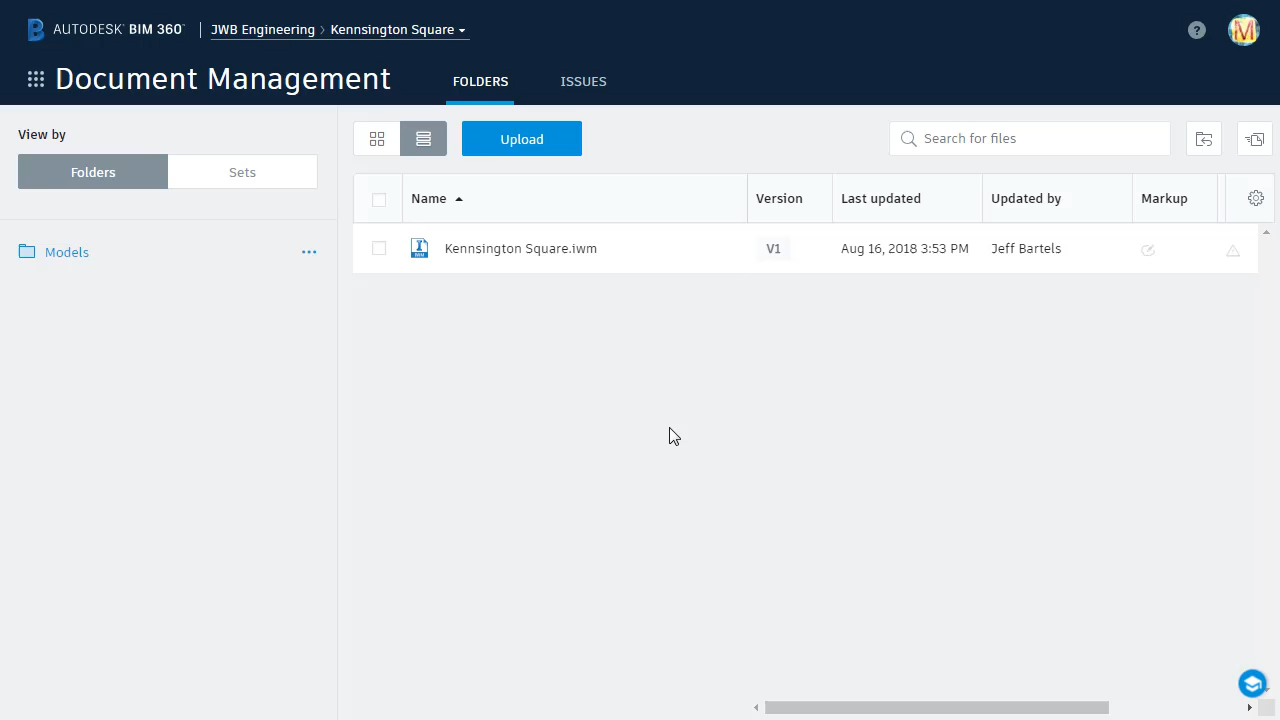 AUTODESK BIM 360 JWB Engineering > Kennsington Square
?
M
Document Management FOLDERS ISSUES
View by
Folders Sets
Models
Upload
Search for files
Name Version Last updated Updated by Markup
Kennsington Square.iwm V1 Aug 16, 2018 3:53 PM Jeff Bartels